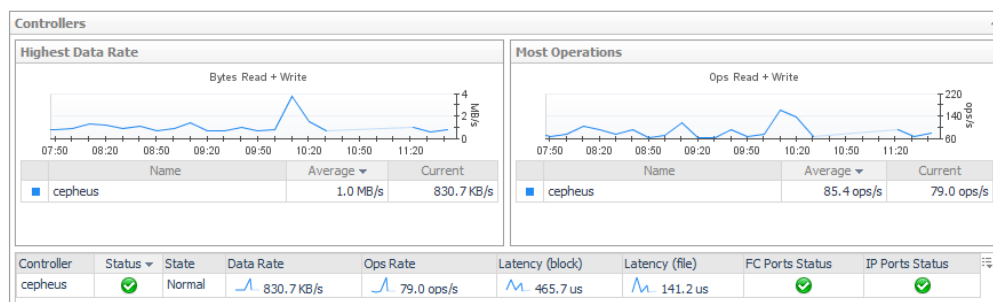 Controllers
Highest Data Rate
Bytes Read + Write
4
2
0
MB/s
07:50 08:20 08:50 09:20 09:50 10:20 10:50 11:20
Name Average Current
cepheus 1.0 MB/s 830.7 KB/s
Most Operations
Ops Read + Write
220
140
60
ops/s
07:50 08:20 08:50 09:20 09:50 10:20 10:50 11:20
Name Average Current
cepheus 85.4 ops/s 79.0 ops/s
Controller Status State Data Rate Ops Rate Latency (block) Latency (file) FC Ports Status IP Ports Status
cepheus Normal 830.7 KB/s 79.0 ops/s 465.7 us 141.2 us